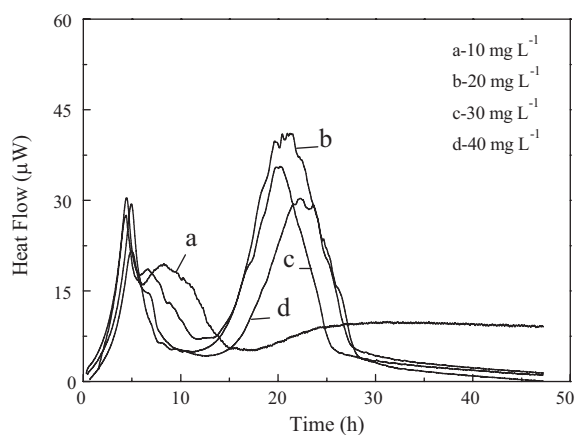 60
45
30
15
0
Heat Flow (µW)
a-10 mg L⁻¹
b-20 mg L⁻¹
c-30 mg L⁻¹
d-40 mg L⁻¹
a
b
c
d
0 10 20 30 40 50
Time (h)